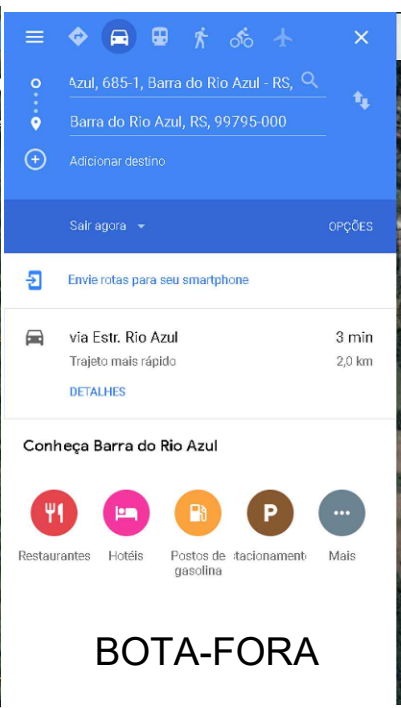 Azul, 685-1, Barra do Rio Azul - RS,
Barra do Rio Azul, RS, 99795-000
Adicionar destino
Sair agora
OPÇÕES
Envie rotas para seu smartphone
via Estr. Rio Azul
3 min
Trajeto mais rápido
2,0 km
DETALHES
Conheça Barra do Rio Azul
P
Restaurantes
Hotéis
Postos de
gasolina
stacionament
Mais
BOTA-FORA